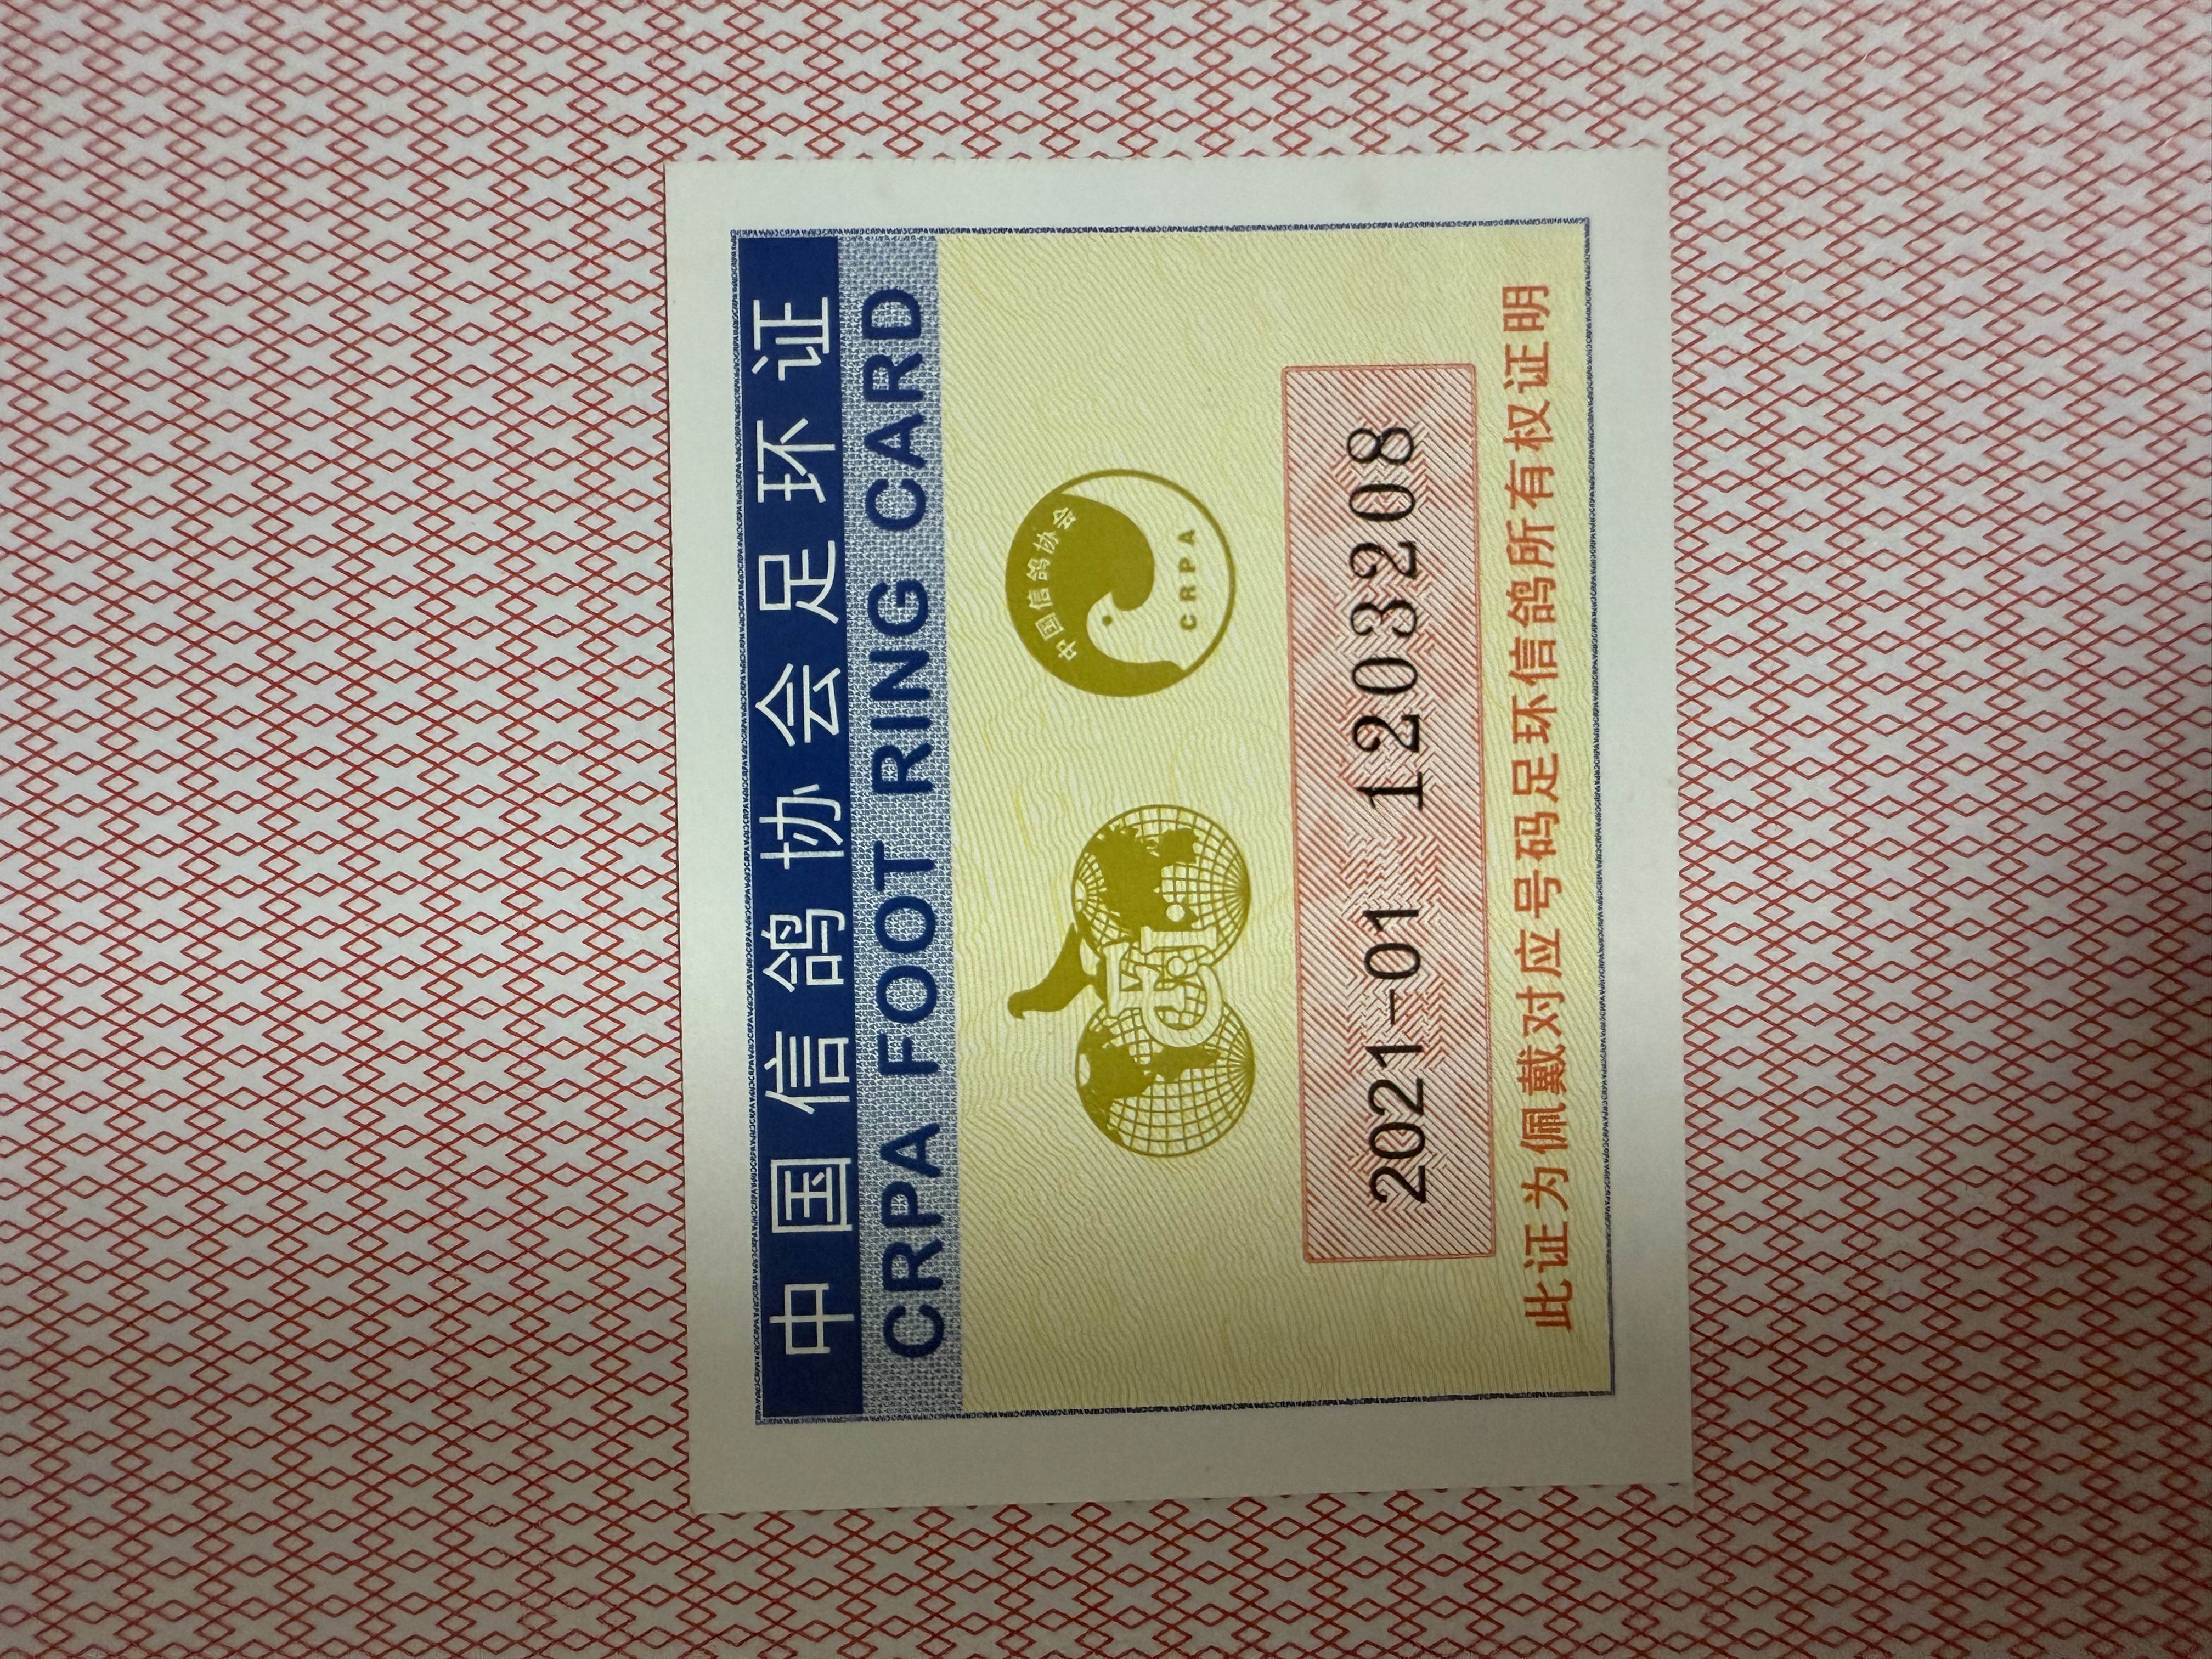 中国信鸽协会足环证
CRPA FOOT RING CARD
F.C.I.
中国信鸽协会
CRPA
2021-01 1203208
此证为佩戴对应号码足环信鸽所有权证明